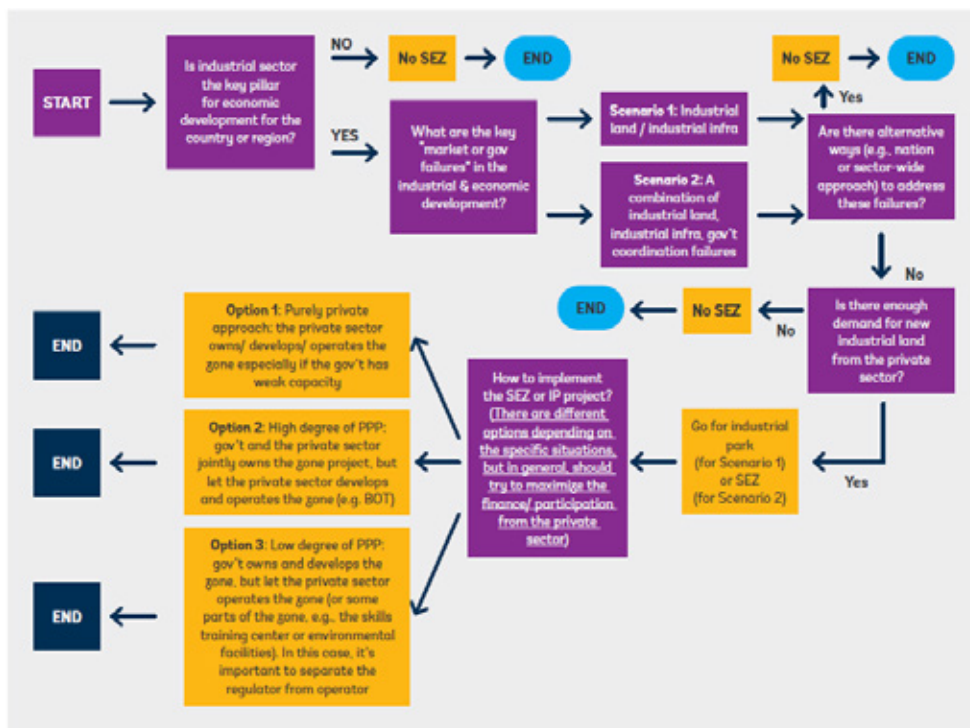 START
Is industrial sector
the key pillar
for economic
development for the
country or region?
NO
No SEZ
END
YES
What are the key
"market or gov
failures" in the
industrial & economic
development?
Scenario 1: Industrial
land / industrial infra
Scenario 2: A
combination of
industrial land,
industrial infra, gov't
coordination failures
No SEZ
END
Yes
Are there alternative
ways (e.g., nation
or sector-wide
approach) to address
these failures?
No
Is there enough
demand for new
industrial land
from the private
sector?
No
No SEZ
END
Yes
Go for industrial
park
(for Scenario 1)
or SEZ
(for Scenario 2)
How to implement
the SEZ or IP project?
(There are different
options depending on
the specific situations,
but in general, should
try to maximize the
finance/ participation
from the private
sector)
Option 1: Purely private
approach: the private sector
owns/ develops/ operates
the zone especially if the gov't has
weak capacity
END
Option 2: High degree of PPP:
gov't and the private sector
jointly owns the zone project, but
let the private sector develops
and operates the zone (e.g. BOT)
END
Option 3: Low degree of PPP:
gov't owns and develops the
zone, but let the private sector
operates the zone (or some
parts of the zone, e.g., the skills
training center or environmental
facilities). In this case, it's
important to separate the
regulator from operator
END